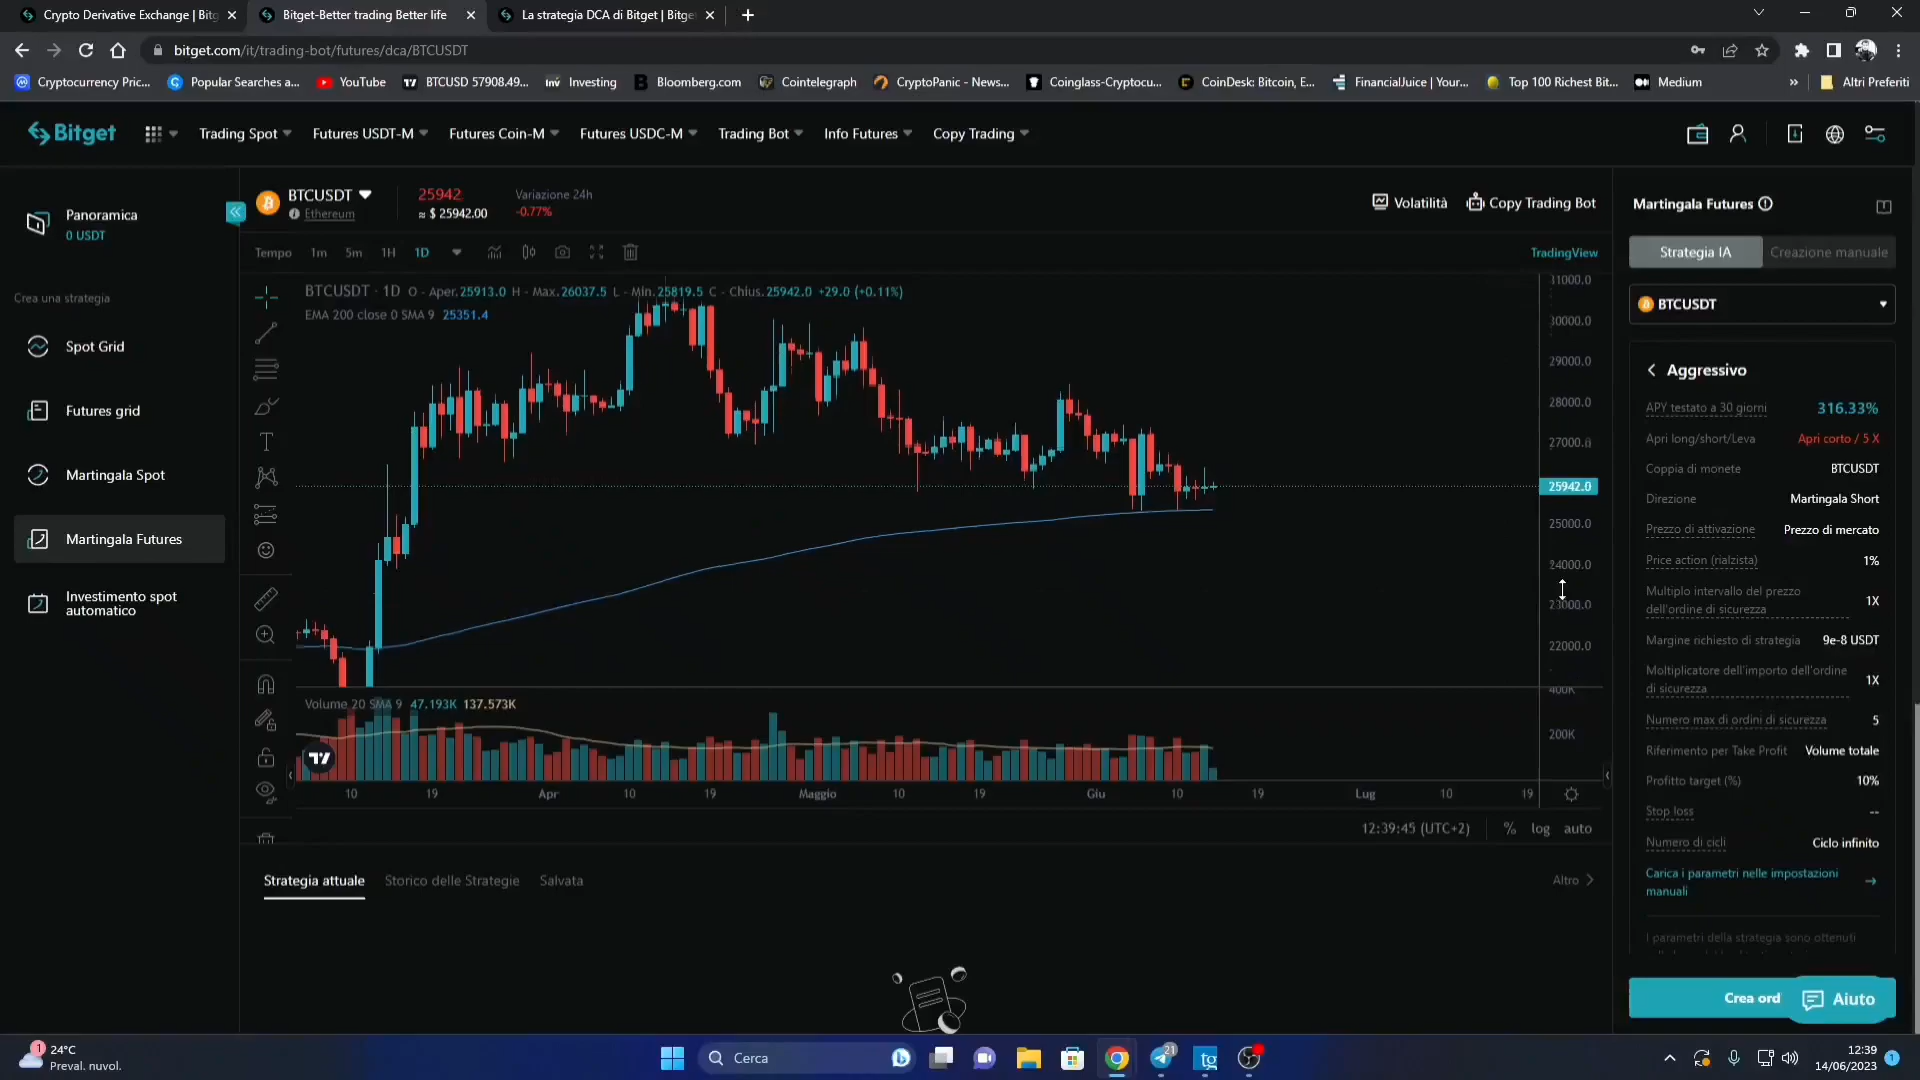 Crypto Derivative Exchange | Bitg
Bitget-Better trading Better life
La strategia DCA di Bitget | Bitge
bitget.com/it/trading-bot/futures/dca/BTCUSDT
Cryptocurrency Pric...
Popular Searches a...
YouTube
BTCUSD 57908.49...
Investing
Bloomberg.com
Cointelegraph
CryptoPanic - News...
Coinglass-Cryptocu...
CoinDesk: Bitcoin, E...
FinancialJuice | Your...
Top 100 Richest Bit...
Medium
»
Altri Preferiti
Bitget
Trading Spot
Futures USDT-M
Futures Coin-M
Futures USDC-M
Trading Bot
Info Futures
Copy Trading
Panoramica
0 USDT
Crea una strategia
Spot Grid
Futures grid
Martingala Spot
Martingala Futures
Investimento spot
automatico
BTCUSDT
Ethereum
25942
≈ $ 25942.00
Variazione 24h
-0.77%
Volatilità
Copy Trading Bot
Tempo 1m 5m 1H 1D
TradingView
BTCUSDT · 1D O - Aper.25913.0 H - Max.26037.5 L - Min.25819.5 C - Chius.25942.0 +29.0 (+0.11%)
EMA 200 close 0 SMA 9 25351.4
31000.0
30000.0
29000.0
28000.0
27000.0
25942.0
25000.0
24000.0
23000.0
22000.0
Volume 20 SMA 9 47.193K 137.573K
400K
200K
10 19 Apr 10 19 Maggio 10 19 Giu 10 19 Lug 10 19
12:39:45 (UTC+2) % log auto
Strategia attuale
Storico delle Strategie
Salvata
Altro
Martingala Futures
Strategia IA
Creazione manuale
BTCUSDT
Aggressivo
APY testato a 30 giorni 316.33%
Apri long/short/Leva Apri corto / 5 X
Coppia di monete BTCUSDT
Direzione Martingala Short
Prezzo di attivazione Prezzo di mercato
Price action (rialzista) 1%
Multiplo intervallo del prezzo
dell'ordine di sicurezza 1X
Margine richiesto di strategia 9e-8 USDT
Moltiplicatore dell'importo dell'ordine
di sicurezza 1X
Numero max di ordini di sicurezza 5
Riferimento per Take Profit Volume totale
Profitto target (%) 10%
Stop loss --
Numero di cicli Ciclo infinito
Carica i parametri nelle impostazioni
manuali
I parametri della strategia sono ottenuti
Crea ord
Aiuto
1
24°C
Preval. nuvol.
Cerca
21
tg
12:39
14/06/2023
1